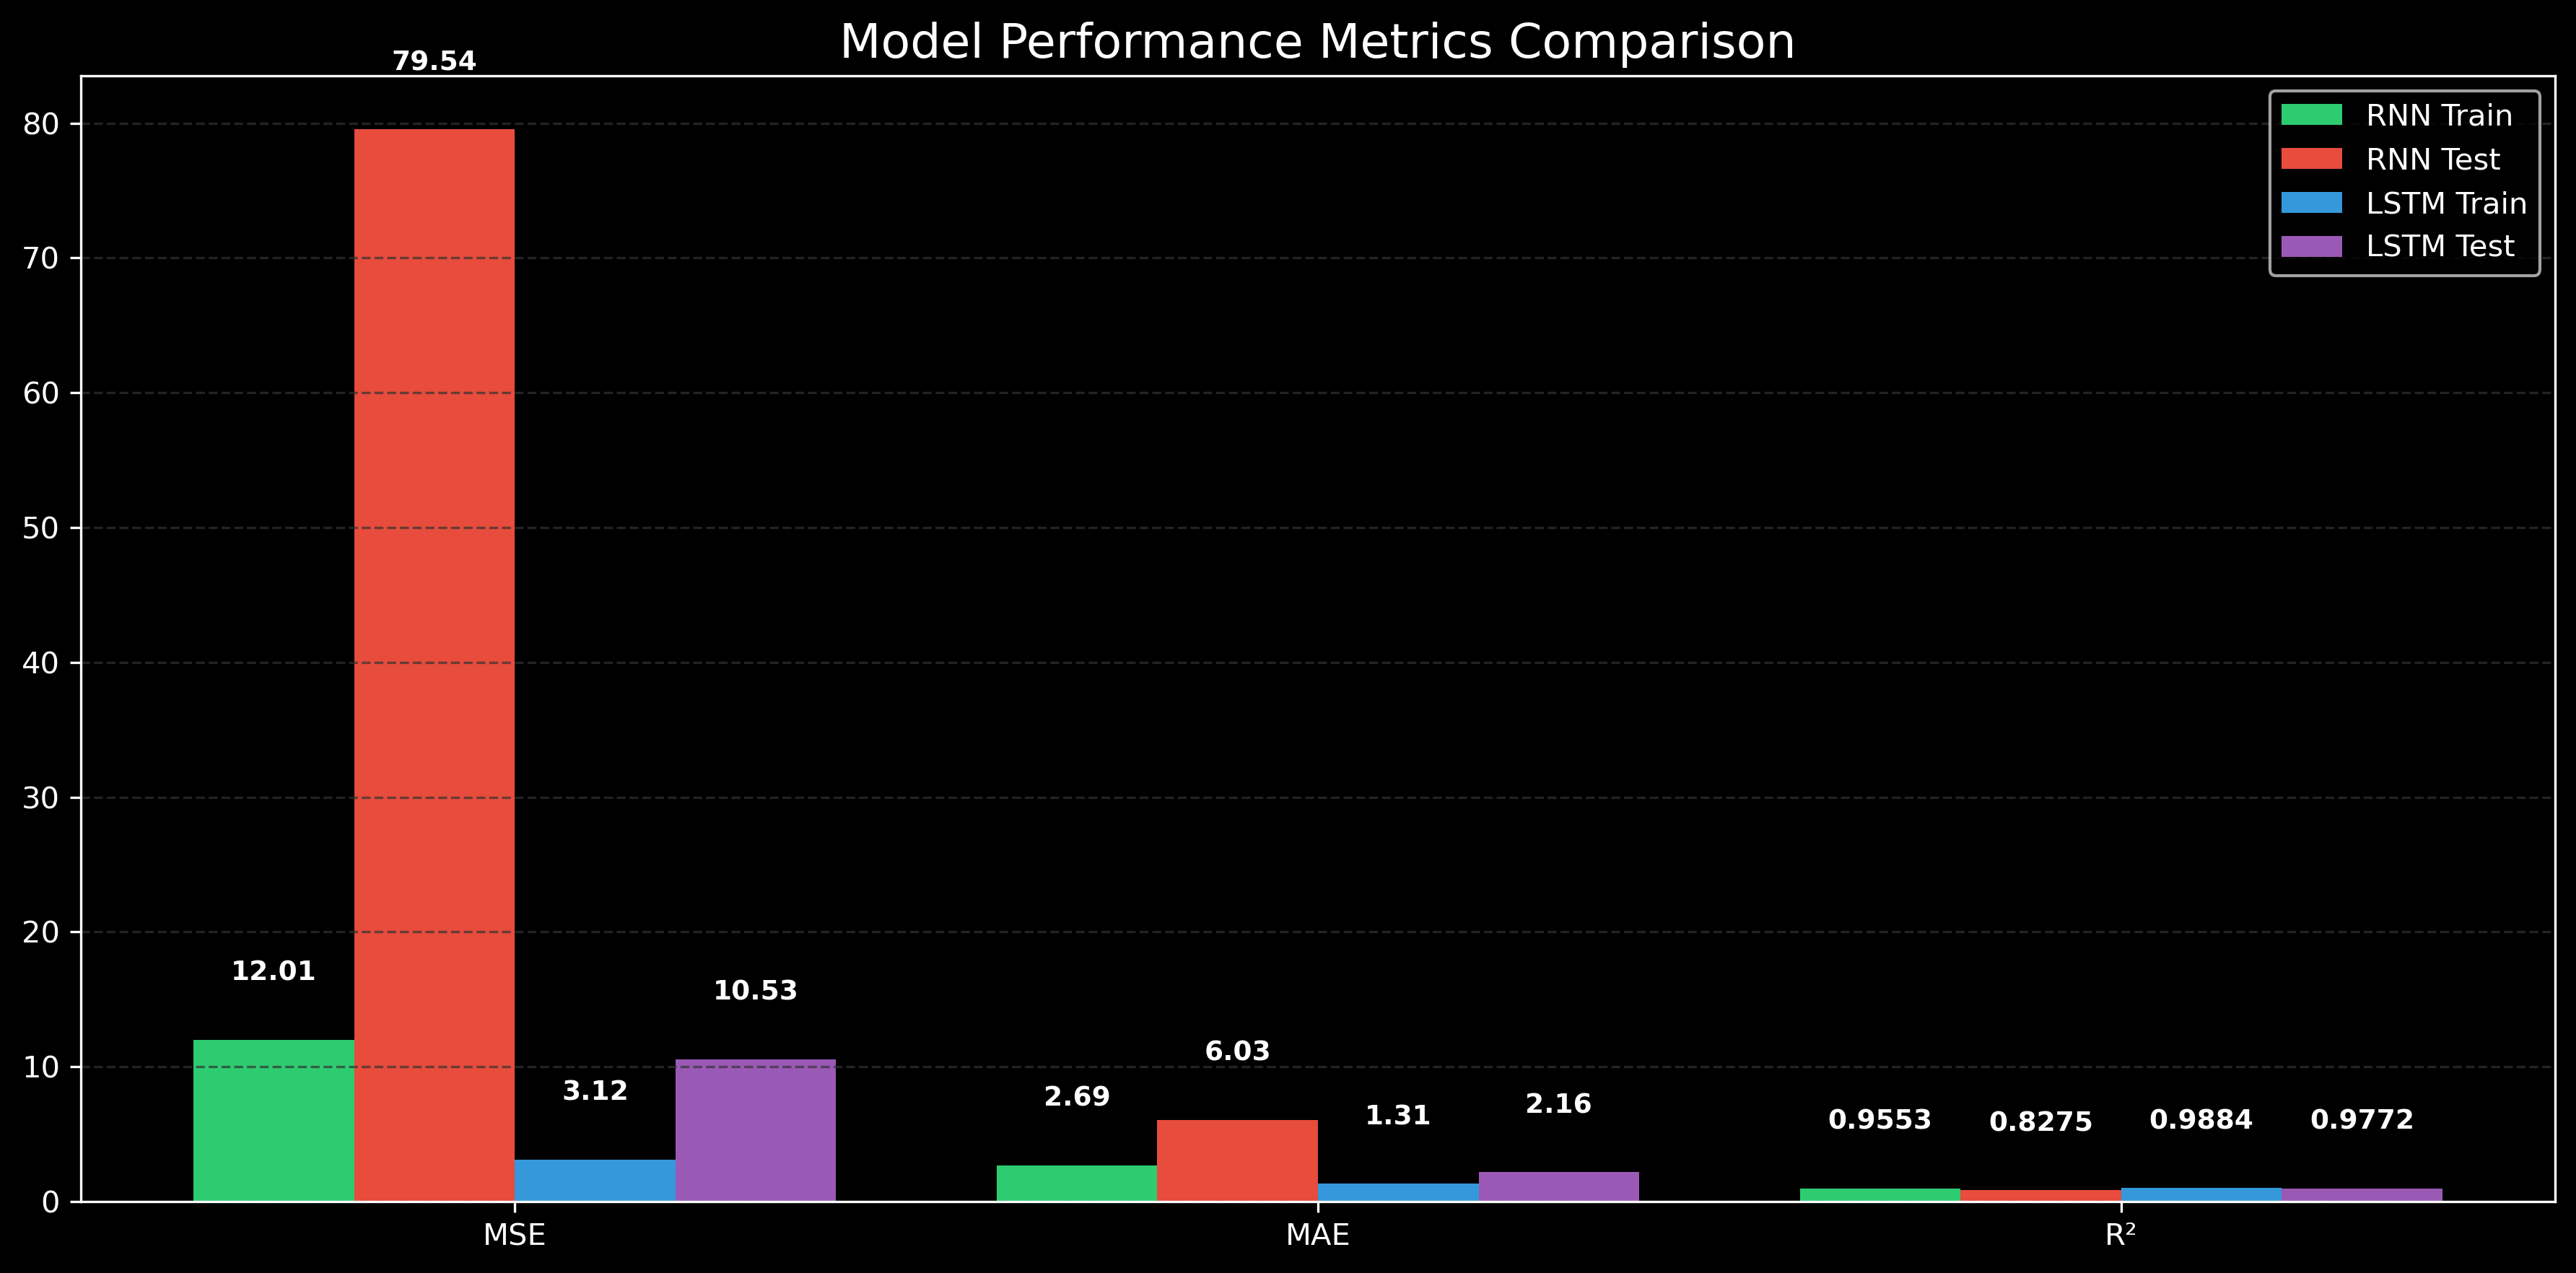 Model Performance Metrics Comparison
79.54
80
70
60
50
40
30
20
10
0
RNN Train
RNN Test
LSTM Train
LSTM Test
12.01
3.12
10.53
2.69
6.03
1.31
2.16
0.9553
0.8275
0.9884
0.9772
MSE
MAE
R²